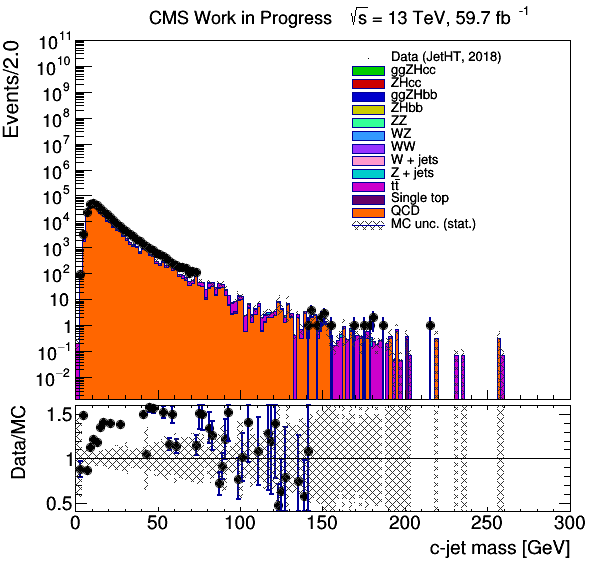 CMS Work in Progress √s = 13 TeV, 59.7 fb⁻¹
Events/2.0
10¹¹
10¹⁰
10⁹
10⁸
10⁷
10⁶
10⁵
10⁴
10³
10²
10
1
10⁻¹
10⁻²
Data (JetHT, 2018)
ggZHcc
ZHcc
ggZHbb
ZHbb
ZZ
WZ
WW
W + jets
Z + jets
tt̄
Single top
QCD
MC unc. (stat.)
Data/MC
1.5
1
0.5
0 50 100 150 200 250 300
c-jet mass [GeV]